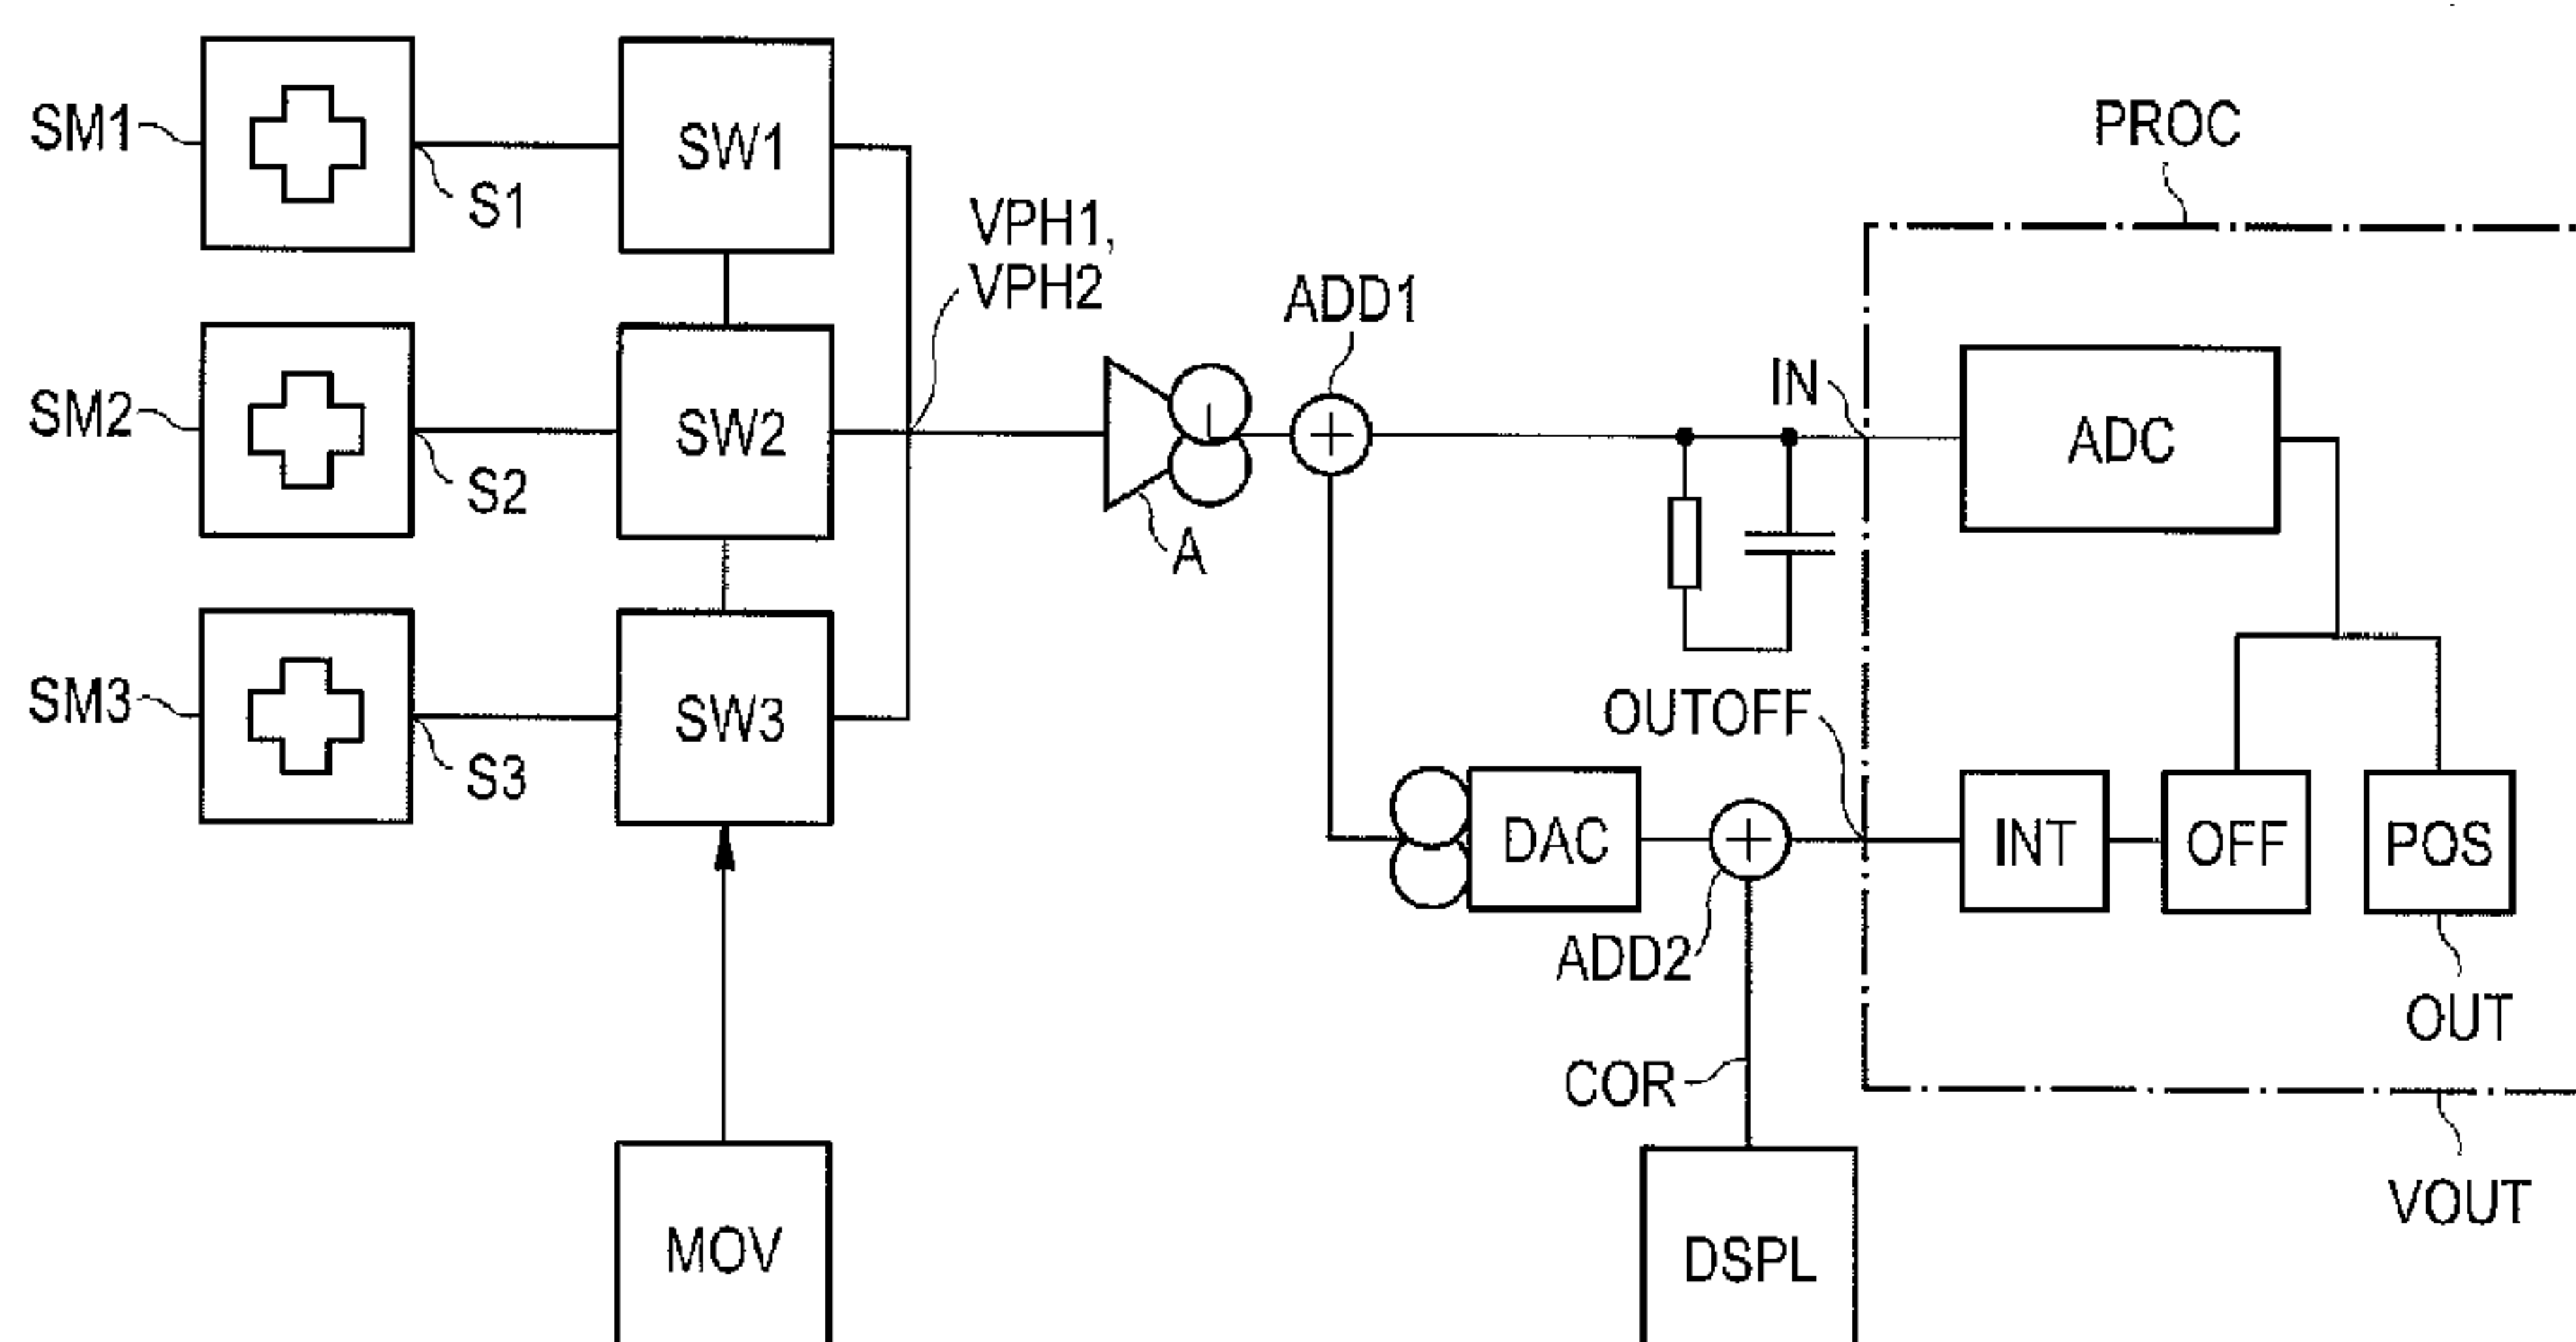 SM1
S1
SW1
VPH1,
VPH2
PROC
SM2
S2
SW2
A
ADD1
IN
ADC
SM3
S3
SW3
OUTOFF
DAC
ADD2
INT
OFF
POS
OUT
COR
VOUT
MOV
DSPL